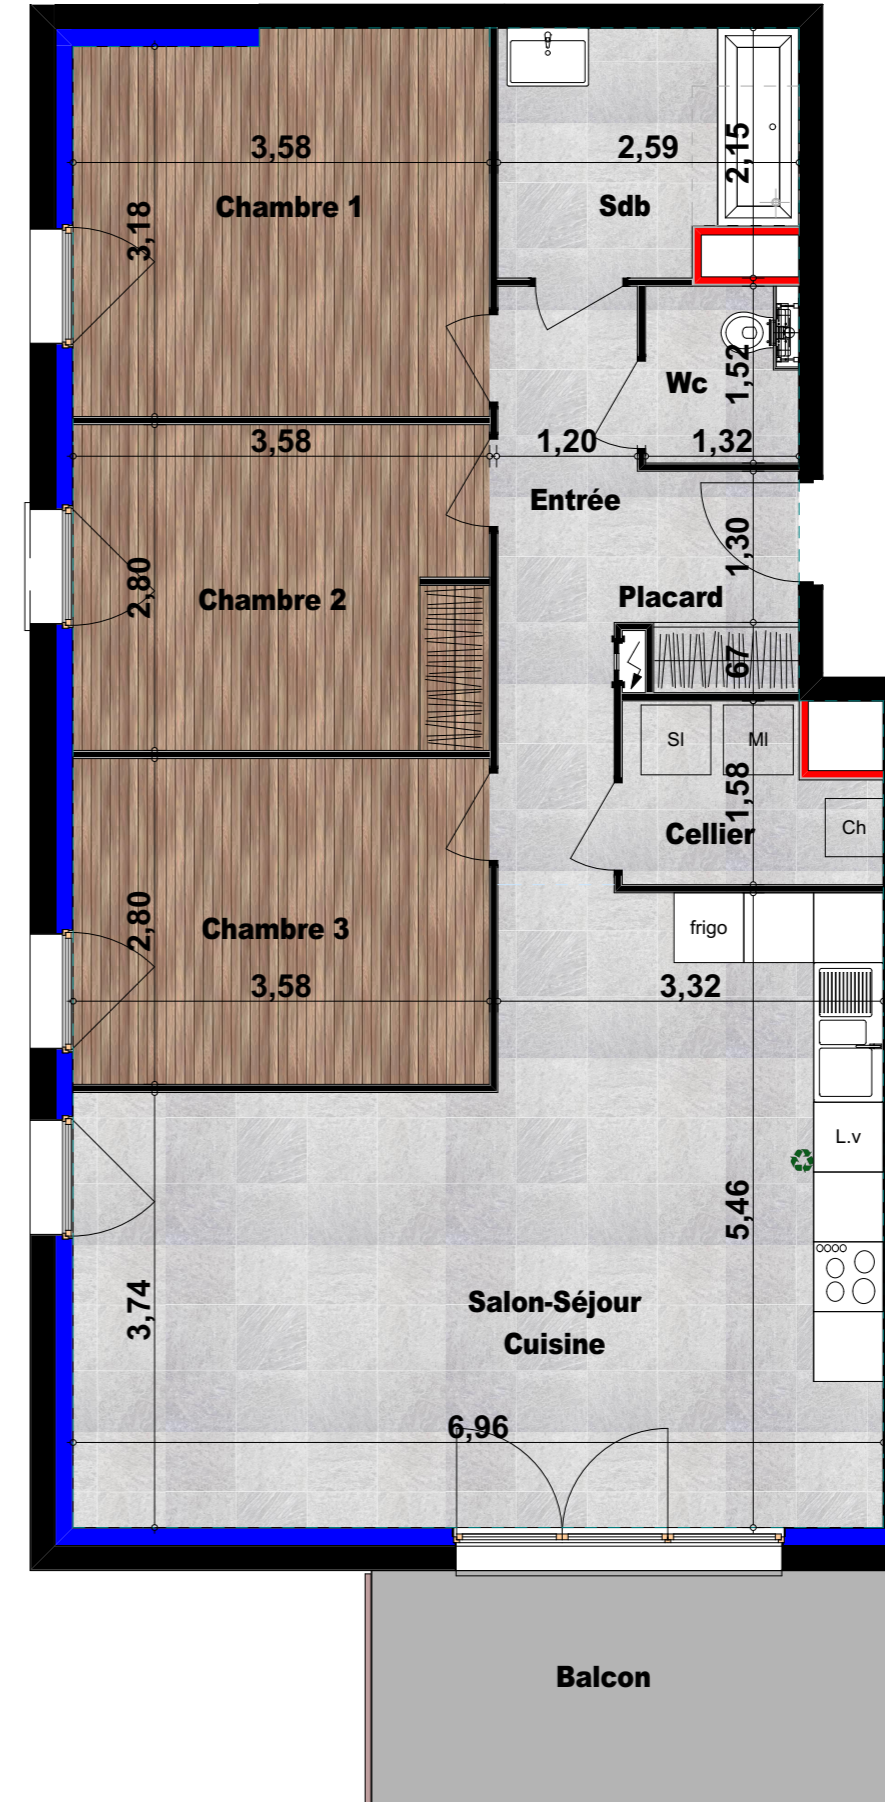 3,58
2,59
2,15
Chambre 1
Sdb
3,18
1,52
Wc
3,58
1,20
1,32
Entrée
1,30
2,80
Chambre 2
Placard
67
SI
Ml
1,58
Cellier
Ch
2,80
Chambre 3
frigo
3,58
3,32
L.v
5,46
3,74
Salon-Séjour
Cuisine
6,96
Balcon